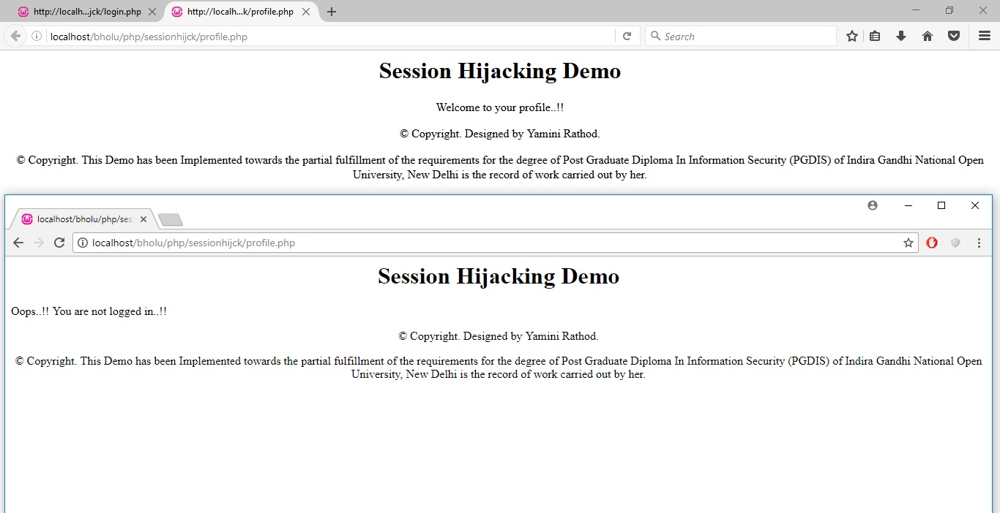 http://localh...jck/login.php
http://localh...k/profile.php
localhost/bholu/php/sessionhijck/profile.php
Search
Session Hijacking Demo
Welcome to your profile..!!
© Copyright. Designed by Yamini Rathod.
© Copyright. This Demo has been Implemented towards the partial fulfillment of the requirements for the degree of Post Graduate Diploma In Information Security (PGDIS) of Indira Gandhi National Open
University, New Delhi is the record of work carried out by her.
localhost/bholu/php/ses
localhost/bholu/php/sessionhijck/profile.php
Session Hijacking Demo
Oops..!! You are not logged in..!!
© Copyright. Designed by Yamini Rathod.
© Copyright. This Demo has been Implemented towards the partial fulfillment of the requirements for the degree of Post Graduate Diploma In Information Security (PGDIS) of Indira Gandhi National Open
University, New Delhi is the record of work carried out by her.